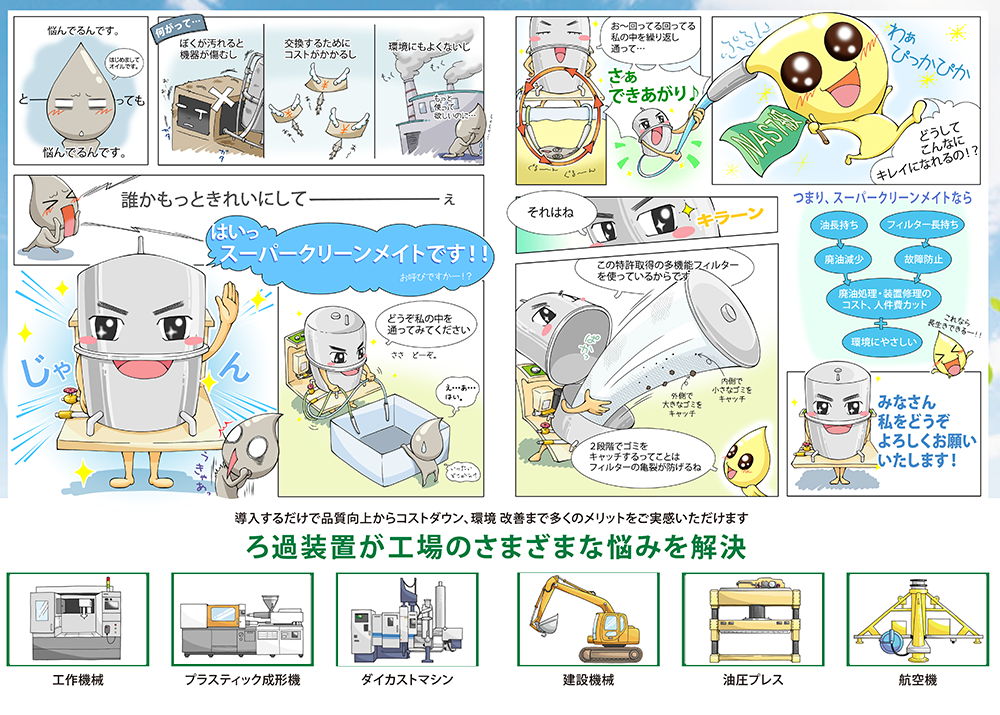 悩んでるんです。
はじめまして
オイルです。
と―
っても
悩んでるんです。
何がって…
ぼくが汚れると
機器が傷むし
交換するために
コストがかかるし
環境にもよくないし
もっと
使って
欲しいのに…
誰かもっときれいにして――――――え
はいっ
スーパークリーンメイトです!!
お呼びですかー!?
じゃ
ん
うきゃあ?
どうぞ私の中を
通ってみてください
ささ どーぞ。
え…あ…
はい。
お〜回ってる回ってる
私の中を繰り返し
通って…
さぁ
できあがり♪
ぐるーん
ぐるーん
わぁ
ぴっかぴか
NAS7級
どうして
こんなに
キレイになれるの!?
それはね
キラーン
この特許取得の多機能フィルター
を使っているからです
ぱか
外側で
大きなゴミを
キャッチ
内側で
小さなゴミを
キャッチ
2段階でゴミを
キャッチするってことは
フィルターの亀裂が防げるね
つまり、スーパークリーンメイトなら
油長持ち
フィルター長持ち
廃油減少
故障防止
廃油処理・装置修理の
コスト、人件費カット
+
環境にやさしい
これなら
長生きできるー!!
みなさん
私をどうぞ
よろしくお願い
いたします!
導入するだけで品質向上からコストダウン、環境 改善まで多くのメリットをご実感いただけます
ろ過装置が工場のさまざまな悩みを解決
工作機械
プラスティック成形機
ダイカストマシン
建設機械
油圧プレス
航空機